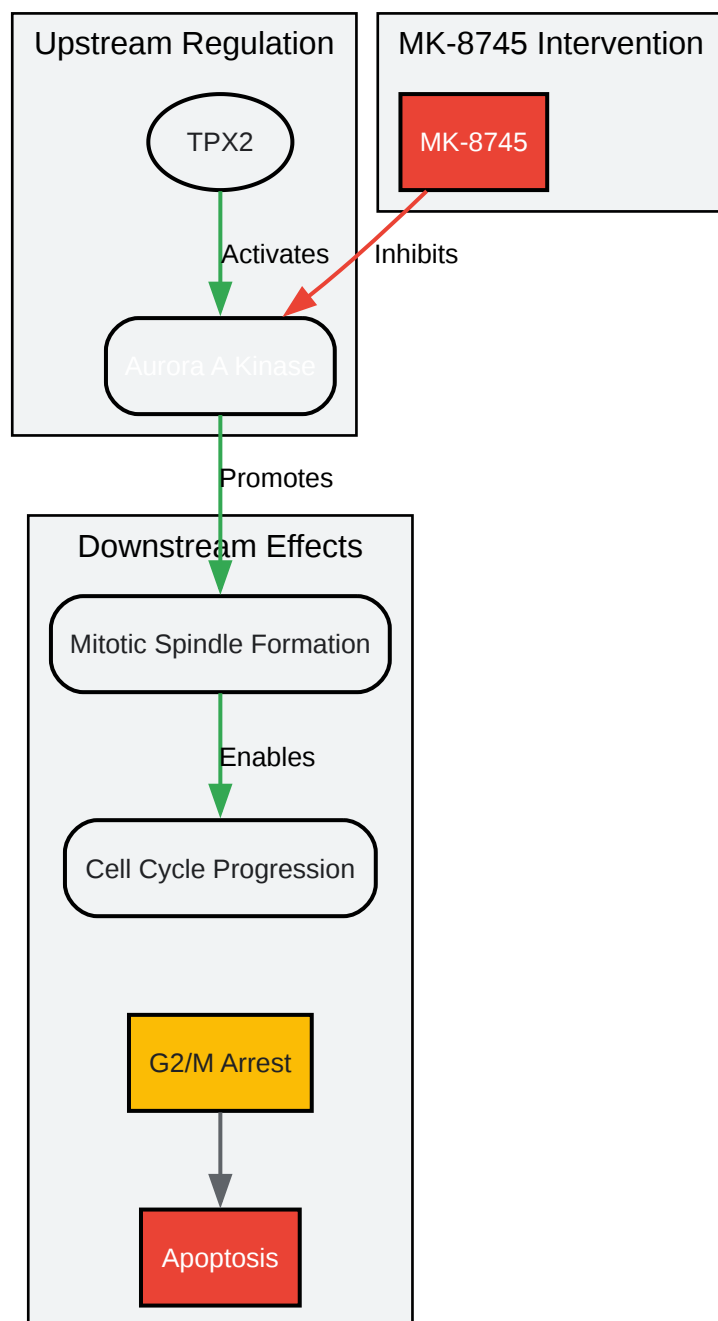 Upstream Regulation
MK-8745 Intervention
TPX2
MK-8745
Activates
Inhibits
Aurora A Kinase
Promotes
Downstream Effects
Mitotic Spindle Formation
Enables
Cell Cycle Progression
G2/M Arrest
Apoptosis